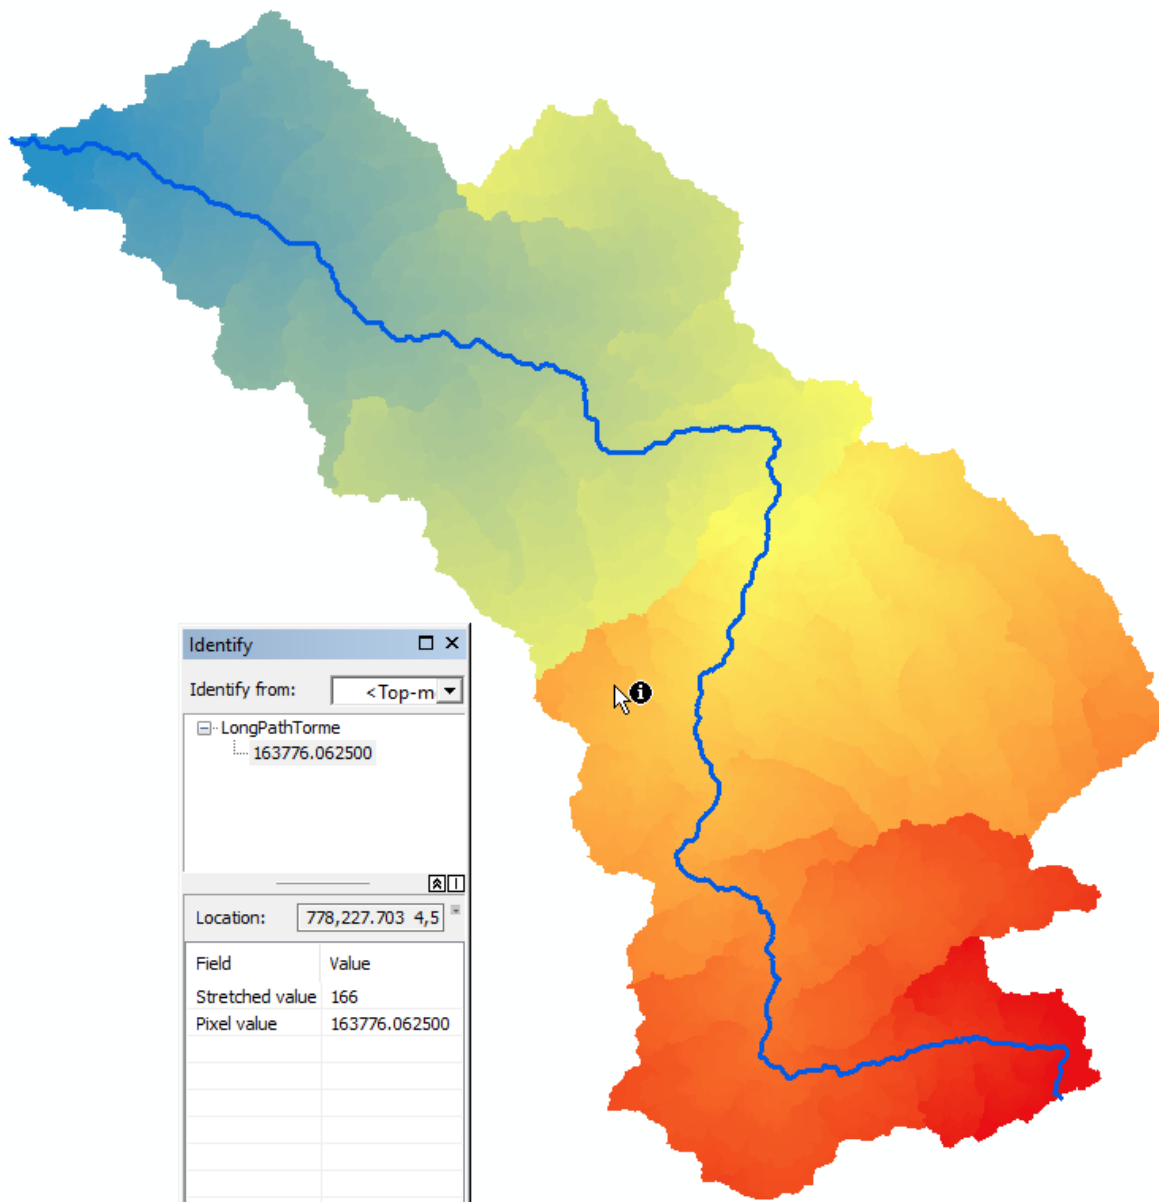 Identify
Identify from: <Top-m
LongPathTorme
163776.062500
Location: 778,227.703 4,5
Field Value
Stretched value 166
Pixel value 163776.062500